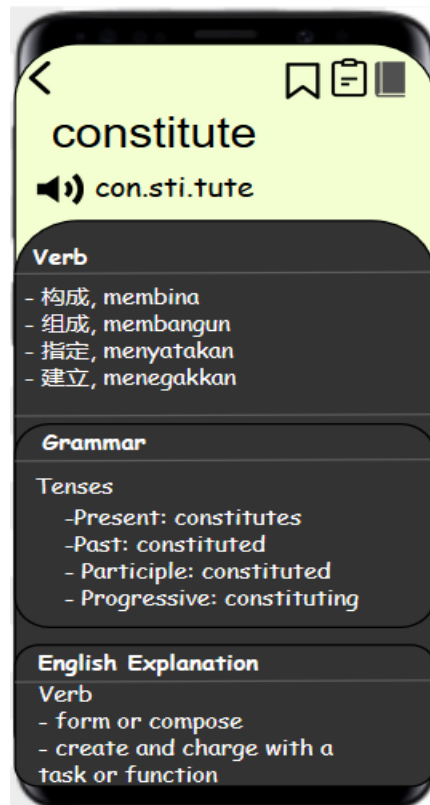 constitute
con.sti.tute
Verb
- 构成, membina
- 组成, membangun
- 指定, menyatakan
- 建立, menegakkan
Grammar
Tenses
-Present: constitutes
-Past: constituted
- Participle: constituted
- Progressive: constituting
English Explanation
Verb
- form or compose
- create and charge with a
task or function